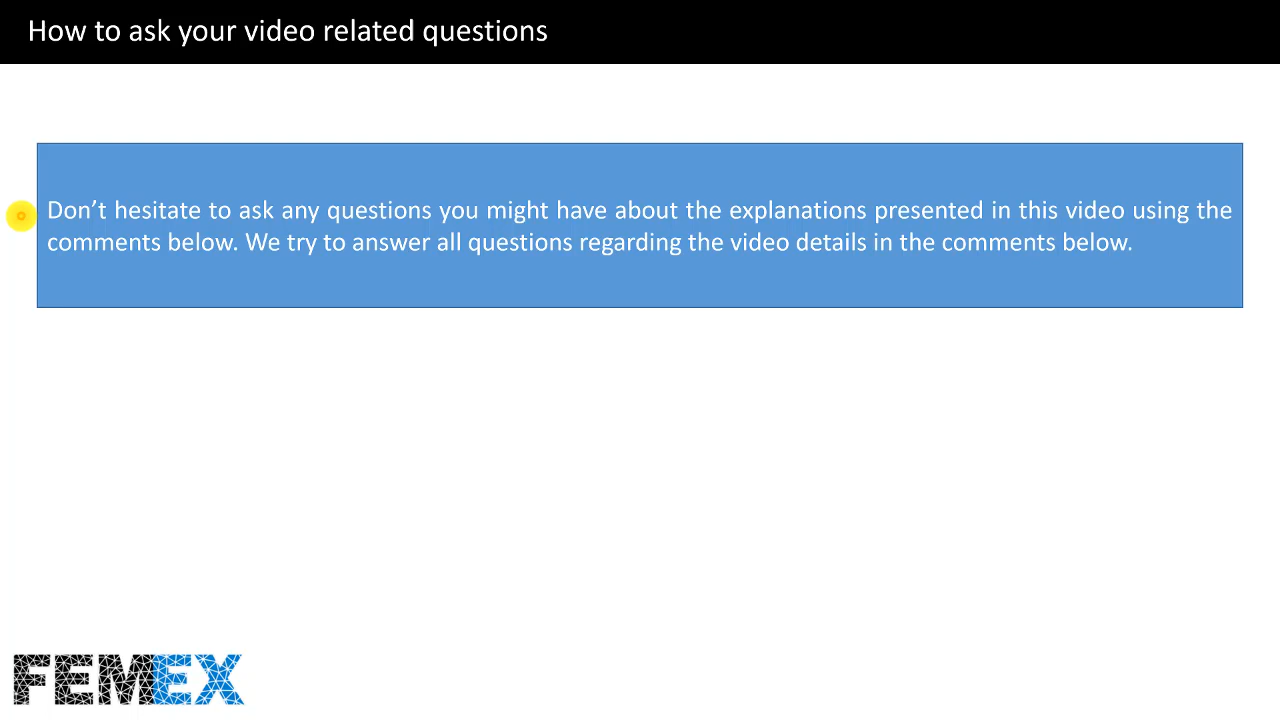 How to ask your video related questions
Don’t hesitate to ask any questions you might have about the explanations presented in this video using the
comments below. We try to answer all questions regarding the video details in the comments below.
FEMEX